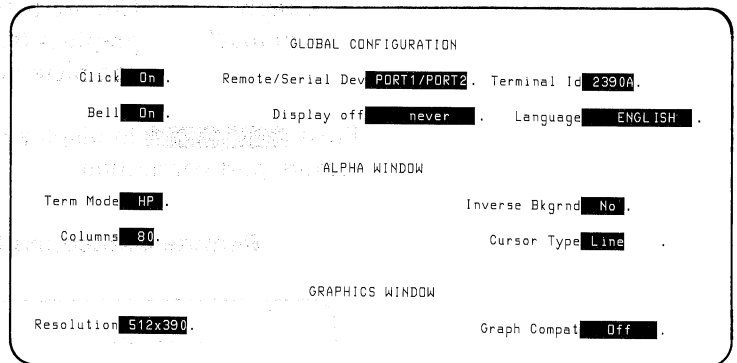 GLOBAL CONFIGURATION
Click On . Remote/Serial Dev PORT1/PORT2. Terminal Id 2390A.
Bell On . Display off never . Language ENGLISH .
ALPHA WINDOW
Term Mode HP . Inverse Bkgrnd No .
Columns 80. Cursor Type Line .
GRAPHICS WINDOW
Resolution 512x390. Graph Compat Off .